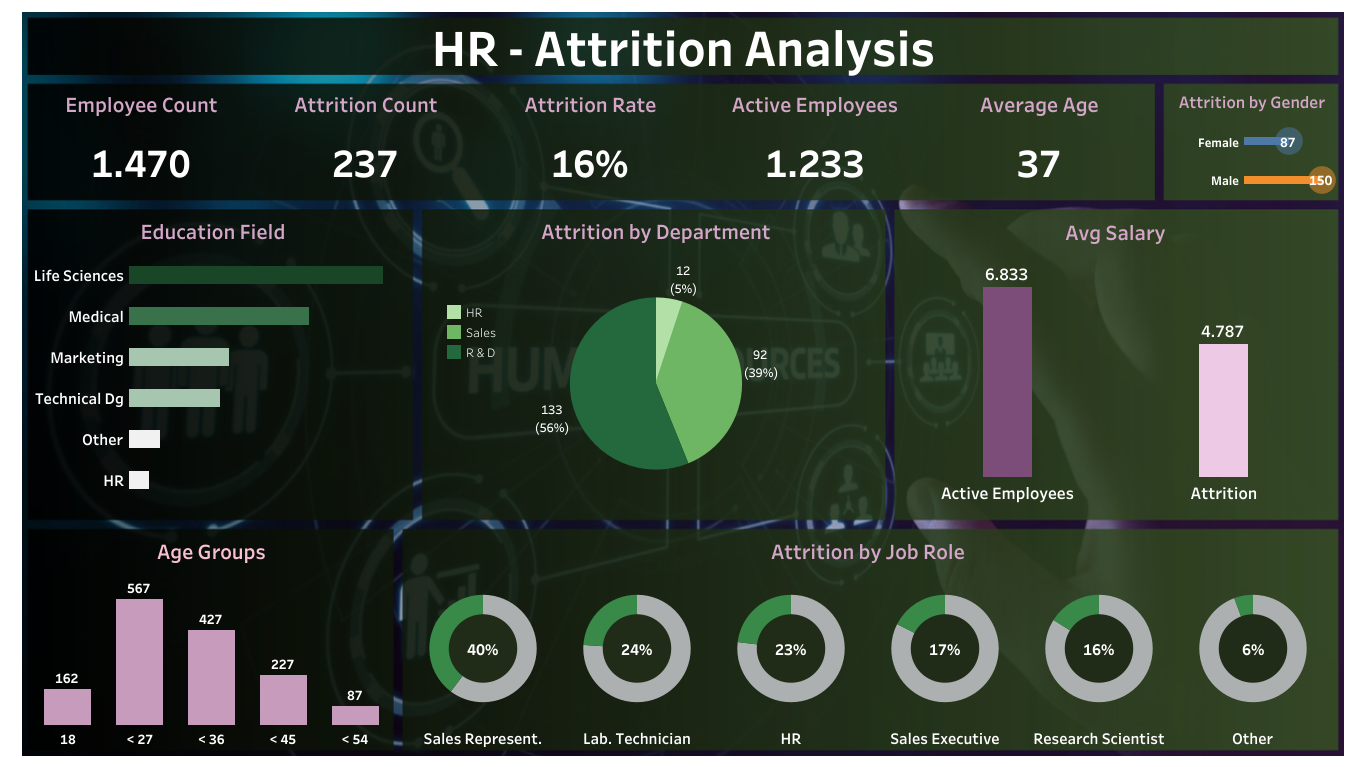 HR - Attrition Analysis
Employee Count
1.470
Attrition Count
237
Attrition Rate
16%
Active Employees
1.233
Average Age
37
Attrition by Gender
Female
87
Male
150
Education Field
Life Sciences
Medical
Marketing
Technical Dg
Other
HR
Attrition by Department
HR
Sales
R & D
12
(5%)
92
(39%)
133
(56%)
Avg Salary
6.833
4.787
Active Employees
Attrition
Age Groups
162
567
427
227
87
18
< 27
< 36
< 45
< 54
Attrition by Job Role
40%
24%
23%
17%
16%
6%
Sales Represent.
Lab. Technician
HR
Sales Executive
Research Scientist
Other